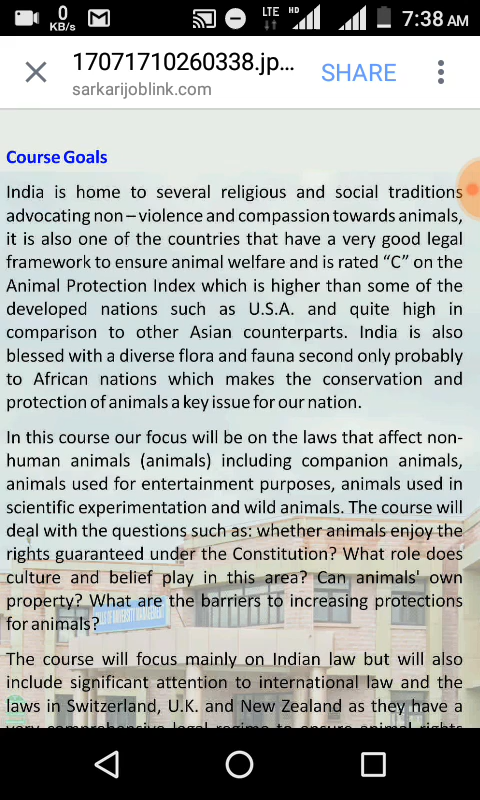 0
KB/s
LTE HD
7:38 AM
17071710260338.jp...
SHARE
sarkarijoblink.com
Course Goals
India is home to several religious and social traditions
advocating non – violence and compassion towards animals,
it is also one of the countries that have a very good legal
framework to ensure animal welfare and is rated “C” on the
Animal Protection Index which is higher than some of the
developed nations such as U.S.A. and quite high in
comparison to other Asian counterparts. India is also
blessed with a diverse flora and fauna second only probably
to African nations which makes the conservation and
protection of animals a key issue for our nation.
In this course our focus will be on the laws that affect non-
human animals (animals) including companion animals,
animals used for entertainment purposes, animals used in
scientific experimentation and wild animals. The course will
deal with the questions such as: whether animals enjoy the
rights guaranteed under the Constitution? What role does
culture and belief play in this area? Can animals' own
property? What are the barriers to increasing protections
for animals?
The course will focus mainly on Indian law but will also
include significant attention to international law and the
laws in Switzerland, U.K. and New Zealand as they have a
very comprehensive legal regime to ensure animal rights